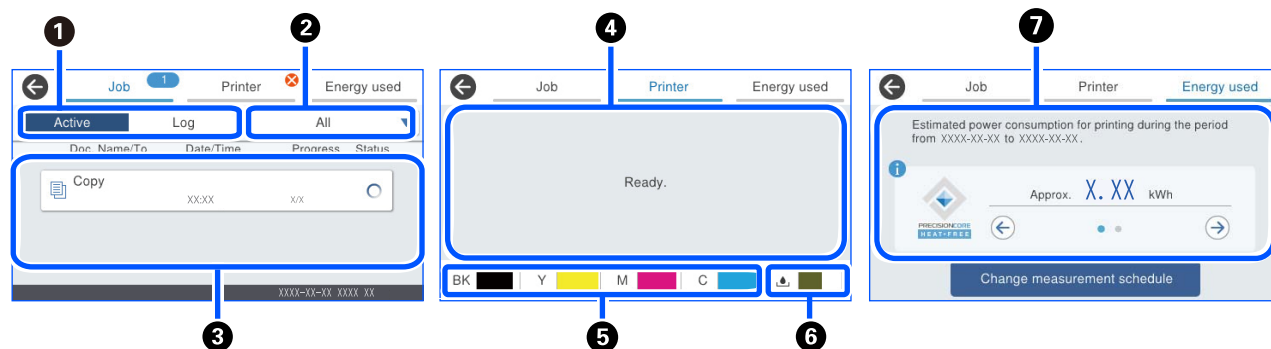 1
2
4
7
Job 1 Printer Energy used
Active Log All
Doc. Name/To Date/Time Progress Status
Copy
XX:XX X/X
XXXX-XX-XX XXXX XX
3
Job Printer Energy used
Ready.
BK Y M C
5
6
Job Printer Energy used
Estimated power consumption for printing during the period
from XXXX-XX-XX to XXXX-XX-XX.
i
PRECISIONCORE
HEAT-FREE
Approx. X.XX kWh
Change measurement schedule